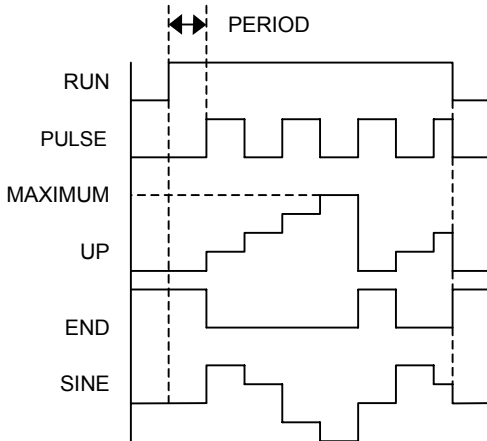 PERIOD
RUN
PULSE
MAXIMUM
UP
END
SINE